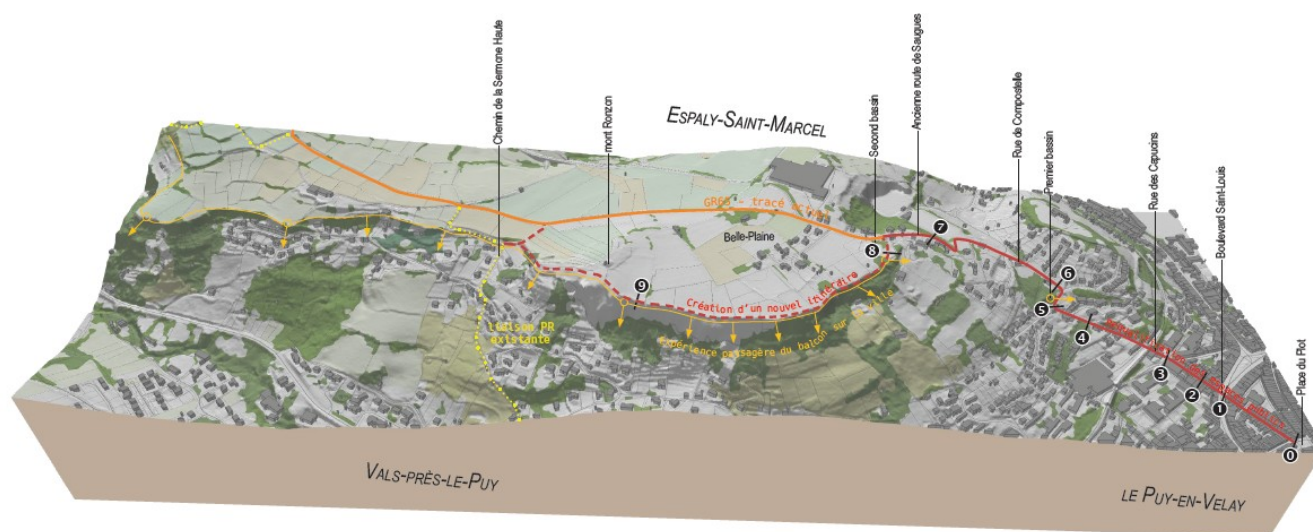 ESPALY-SAINT-MARCEL
Chemin de la Sermone Haute
mont Ronzon
Second bassin
Ancienne route de Saugues
Rue de Compostelle
Premier bassin
Rue des Capucins
Boulevard Saint-Louis
Place du Plot
GR65 - tracé actuel
Belle-Plaine
7
8
6
9
Création d'un nouvel itinéraire
5
Liaison PR
existante
Expérience paysagère du balcon sur la ville
4
3
2
1
0
VALS-PRÈS-LE-PUY
LE PUY-EN-VELAY